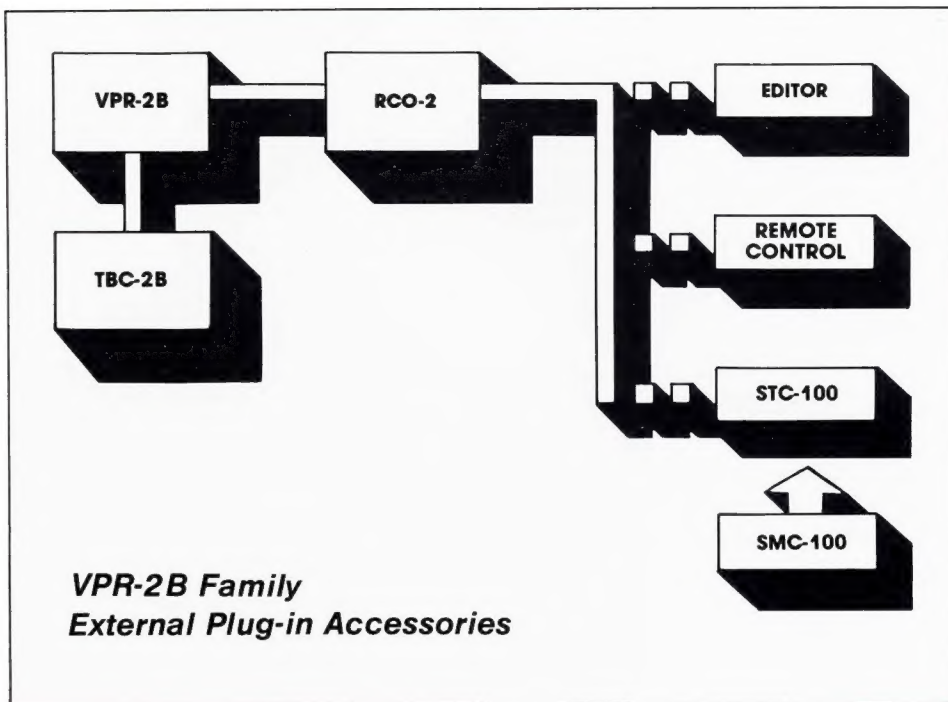 VPR-2B
RCO-2
EDITOR
TBC-2B
REMOTE
CONTROL
STC-100
SMC-100
VPR-2B Family
External Plug-in Accessories